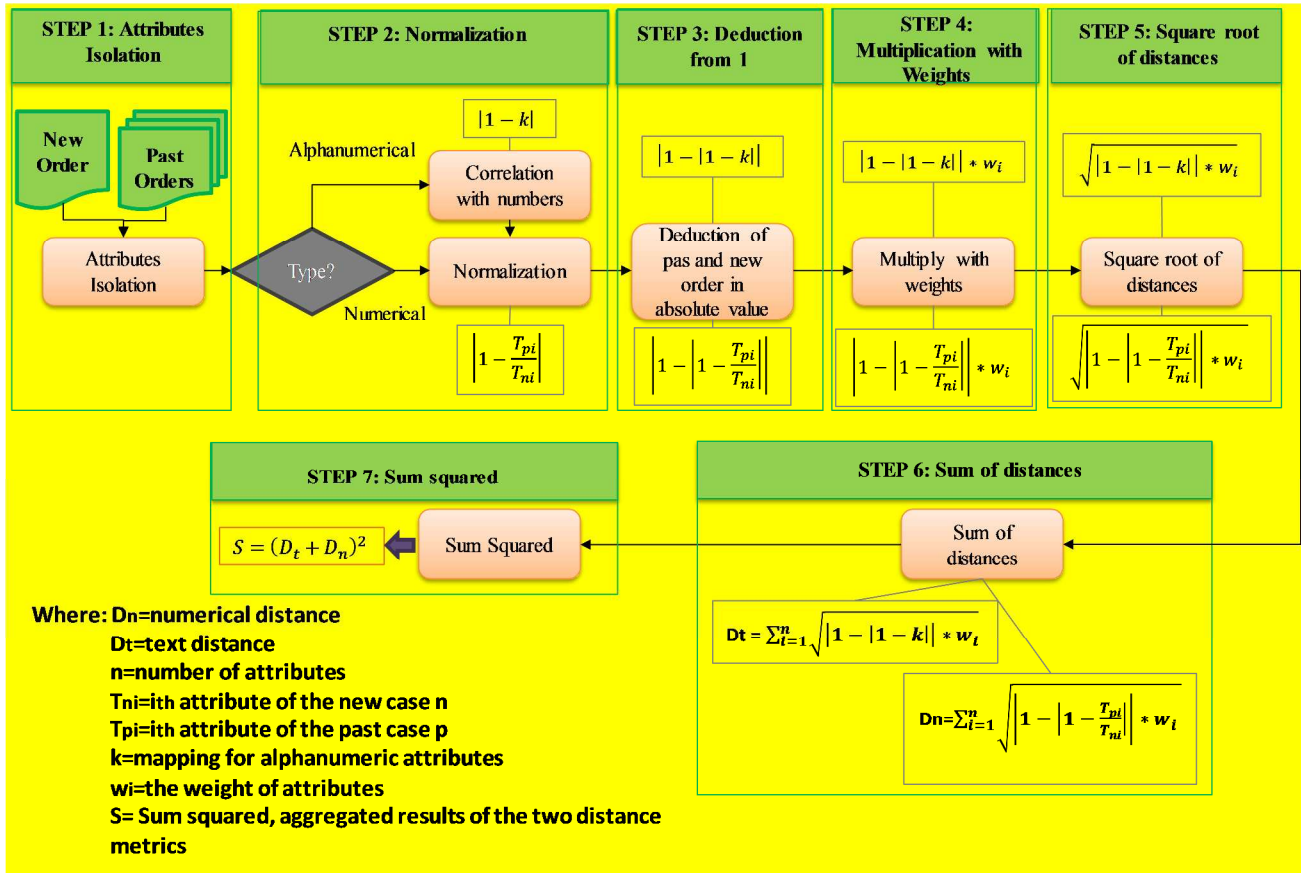 STEP 1: Attributes
Isolation
New
Order
Past
Orders
Attributes
Isolation
STEP 2: Normalization
|1 − k|
Alphanumerical
Correlation
with numbers
Type?
Normalization
Numerical
|1 − T_pi/T_ni|
STEP 3: Deduction
from 1
|1 − |1 − k||
Deduction of
pas and new
order in
absolute value
|1 − |1 − T_pi/T_ni||
STEP 4:
Multiplication with
Weights
|1 − |1 − k|| * w_i
Multiply with
weights
|1 − |1 − T_pi/T_ni|| * w_i
STEP 5: Square root
of distances
√(|1 − |1 − k|| * w_i)
Square root of
distances
√(|1 − |1 − T_pi/T_ni|| * w_i)
STEP 7: Sum squared
S = (D_t + D_n)²
Sum Squared
STEP 6: Sum of distances
Sum of
distances
Dt = ∑_{i=1}^{n} √(|1 − |1 − k|| * w_i)
Dn=∑_{i=1}^{n} √(|1 − |1 − T_pi/T_ni|| * w_i)
Where: Dn=numerical distance
Dt=text distance
n=number of attributes
Tni=ith attribute of the new case n
Tpi=ith attribute of the past case p
k=mapping for alphanumeric attributes
wi=the weight of attributes
S= Sum squared, aggregated results of the two distance
metrics